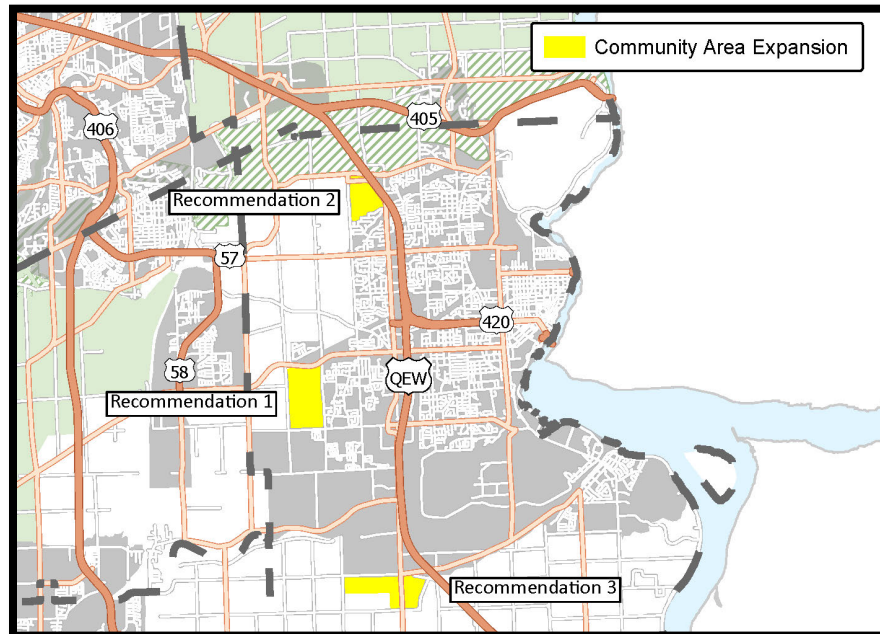 Community Area Expansion
405
406
Recommendation 2
57
420
58
QEW
Recommendation 1
Recommendation 3